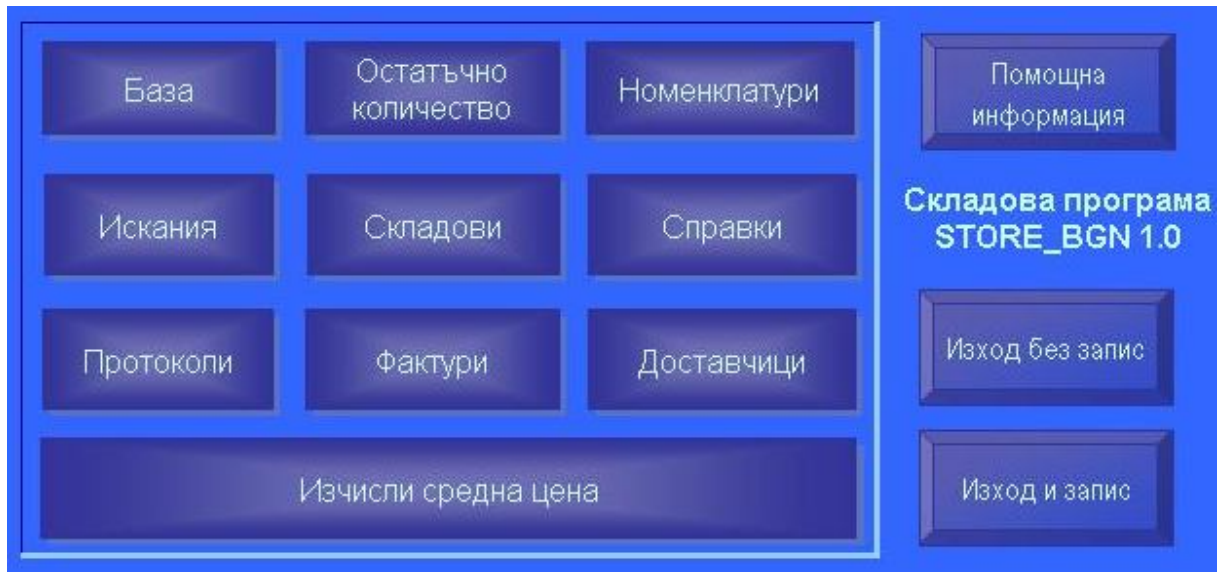 База
Остатъчно
количество
Номенклатури
Искания
Складови
Справки
Протоколи
Фактури
Доставчици
Изчисли средна цена
Помощна
информация
Складова програма
STORE_BGN 1.0
Изход без запис
Изход и запис